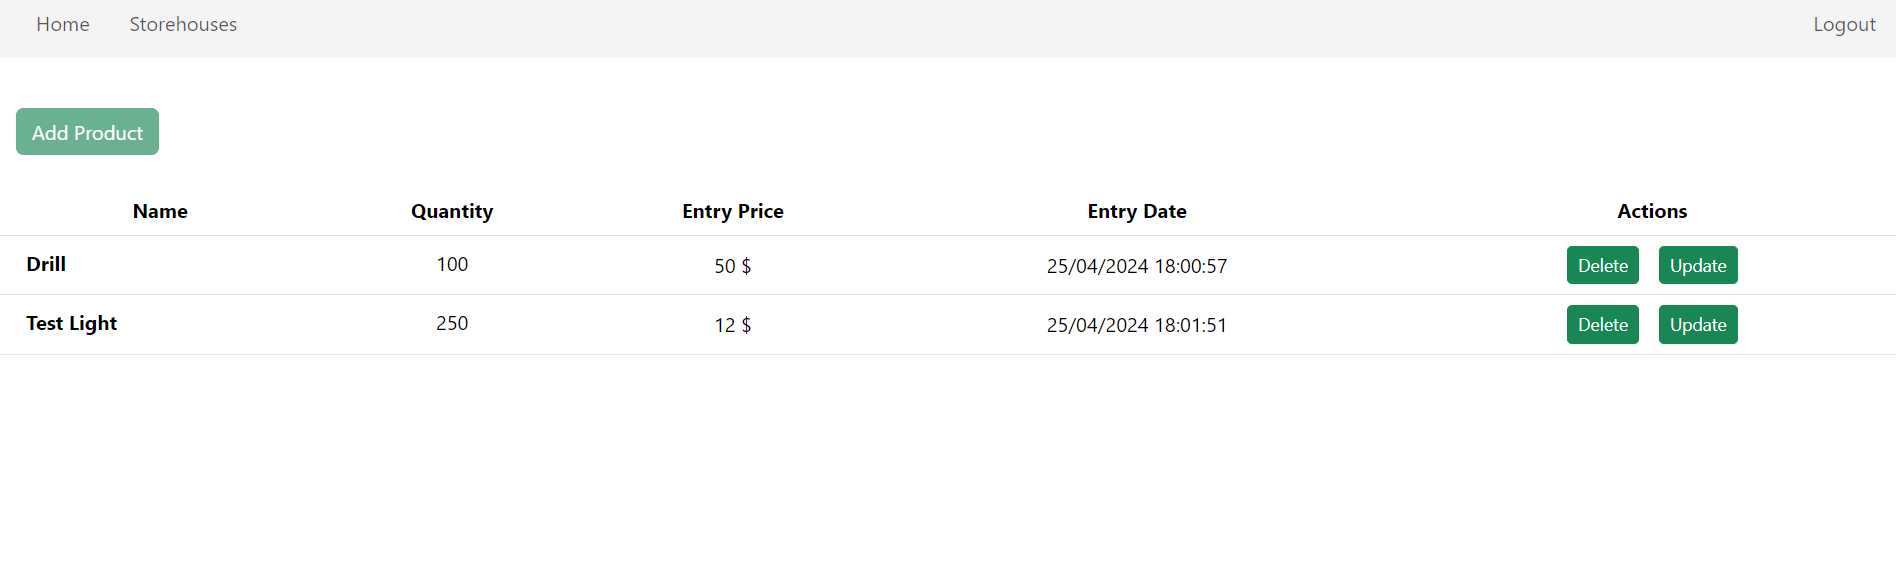 Home Storehouses Logout
Add Product
Name Quantity Entry Price Entry Date Actions
Drill 100 50 $ 25/04/2024 18:00:57 Delete Update
Test Light 250 12 $ 25/04/2024 18:01:51 Delete Update